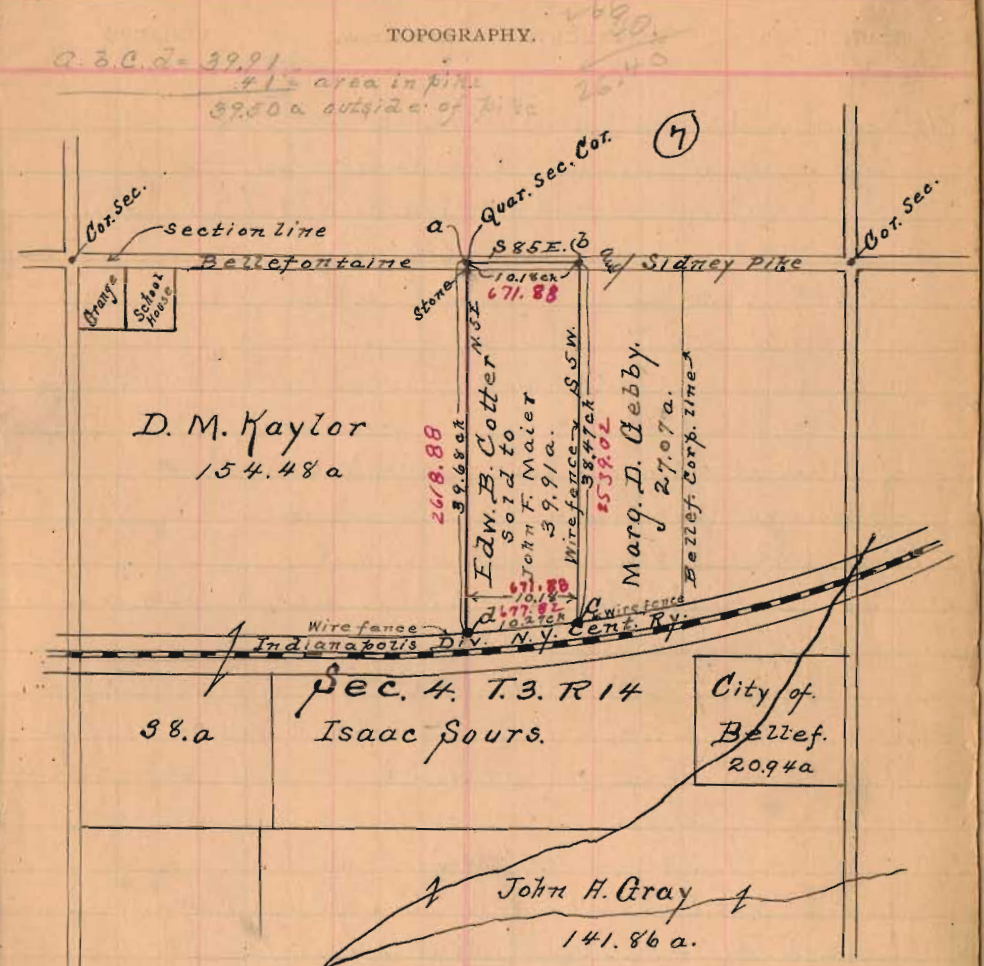 TOPOGRAPHY.
a.b.c.d = 39.91
.41 = area in pike
39.50 a outside of pike
26.40
7
Cor. Sec.
section line
a
Quar. Sec. Cor.
Cor. Sec.
Bellefontaine
S 85 E.
b
Sidney Pike
Stone
10.18 ch
671.88
Grange
School House
N 5 E
S 5 W.
D. M. Kaylor
154.48 a
2618.88
39.68 ch
Edw. B. Cotter
Sold to
John F. Maier
39.91 a.
Wire fence
38.47 ch
2539.02
Marg. D. Gebby.
27.07 a.
Bellef. Corp. Line
671.88
10.18
d
677.82
10.27 ch
c
Wire fence
Wire fence
Indianapolis Div. N.Y. Cent. Ry.
Sec. 4. T. 3. R 14
38.a
Isaac Sours.
City of
Bellef.
20.94 a
John A. Gray
141.86 a.